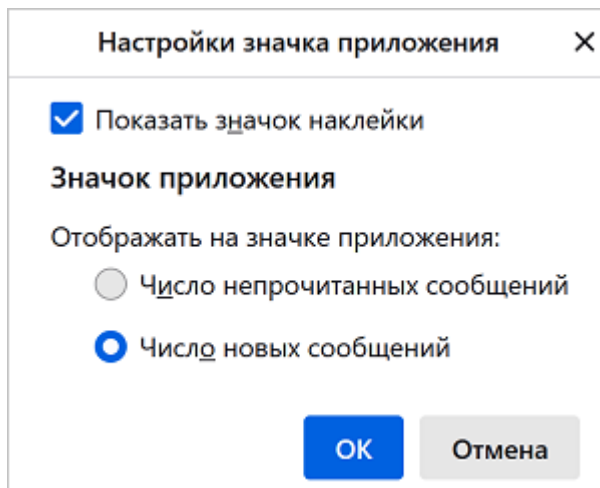 Настройки значка приложения
Показать значок наклейки
Значок приложения
Отображать на значке приложения:
Число непрочитанных сообщений
Число новых сообщений
ОК Отмена